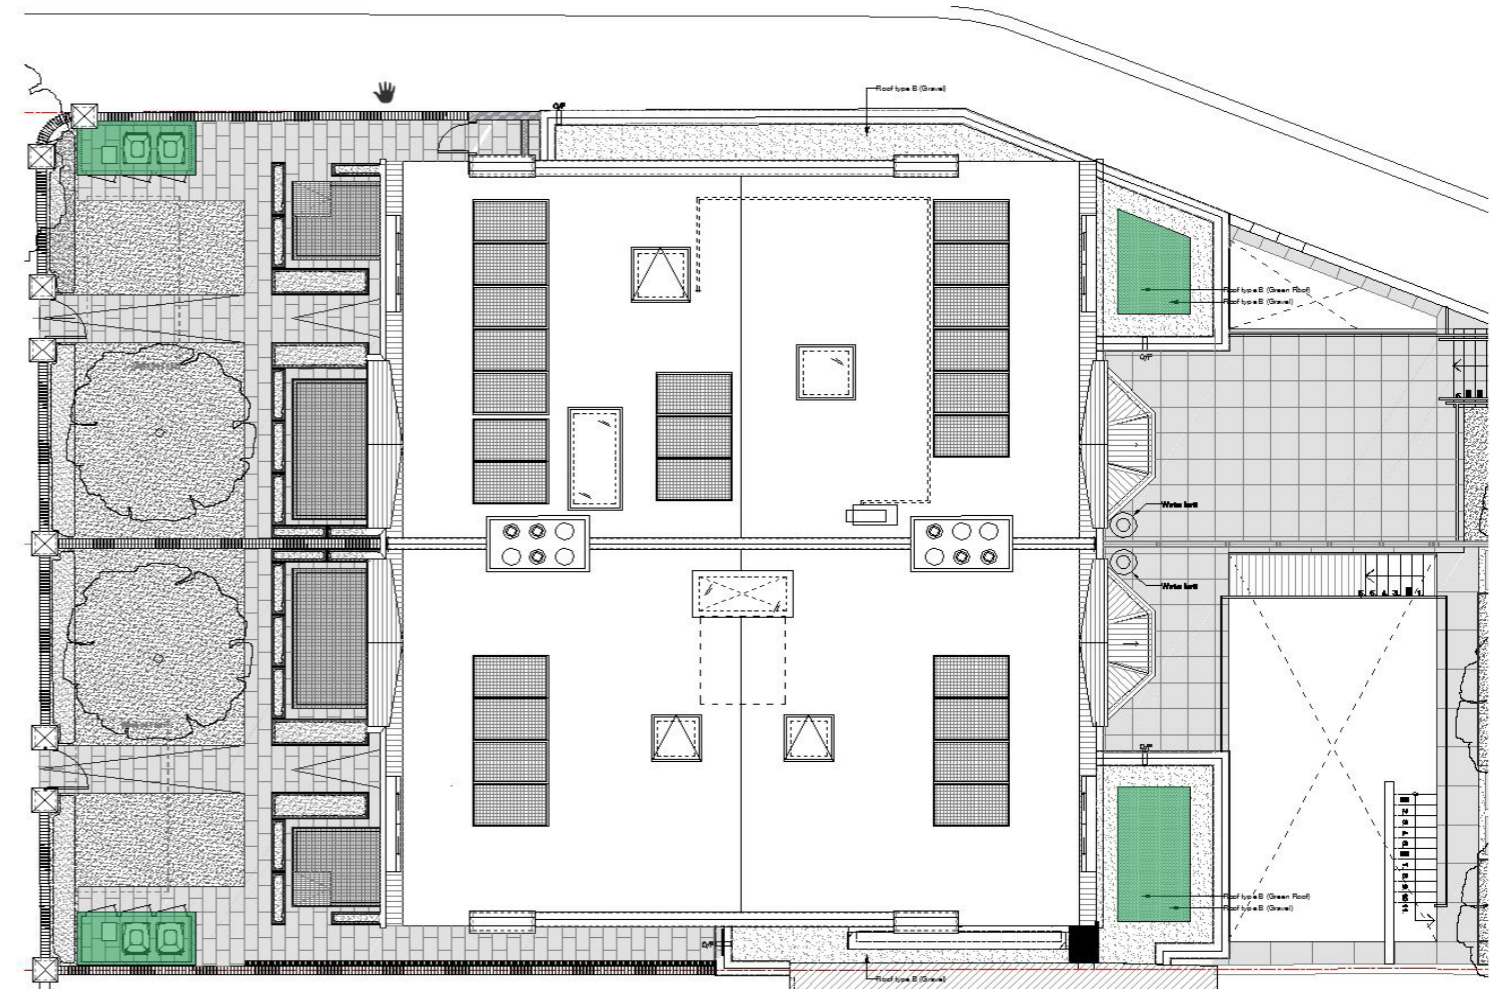 Roof type B (Gravel)
O/F
Roof type B (Green Roof)
Roof type B (Gravel)
O/F
Water butt
Water butt
O/F
Roof type B (Green Roof)
Roof type B (Gravel)
O/F
Roof type B (Gravel)